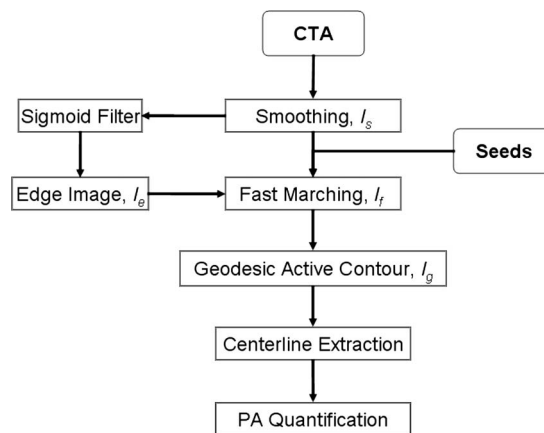 CTA
Sigmoid Filter
Smoothing, I_s
Seeds
Edge Image, I_e
Fast Marching, I_f
Geodesic Active Contour, I_g
Centerline Extraction
PA Quantification